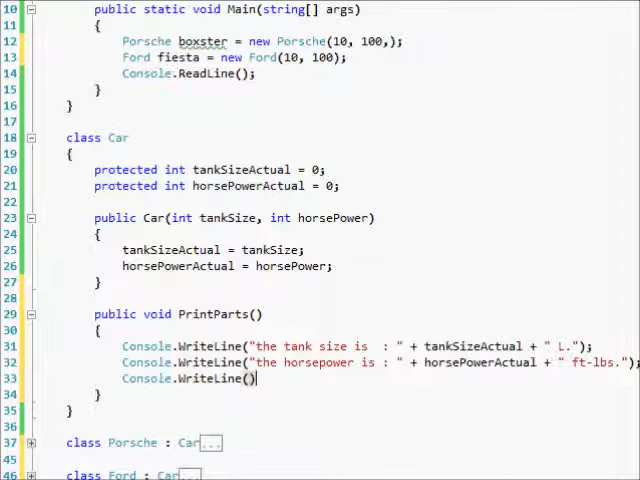 10 public static void Main(string[] args)
11 {
12 Porsche boxster = new Porsche(10, 100,);
13 Ford fiesta = new Ford(10, 100);
14 Console.ReadLine();
15 }
16 }
17
18 class Car
19 {
20 protected int tankSizeActual = 0;
21 protected int horsePowerActual = 0;
22
23 public Car(int tankSize, int horsePower)
24 {
25 tankSizeActual = tankSize;
26 horsePowerActual = horsePower;
27 }
28
29 public void PrintParts()
30 {
31 Console.WriteLine("the tank size is  : " + tankSizeActual + " L.");
32 Console.WriteLine("the horsepower is : " + horsePowerActual + " ft-lbs.");
33 Console.WriteLine()
34 }
35 }
36
37 class Porsche : Car...
45
46 class Ford : Car...